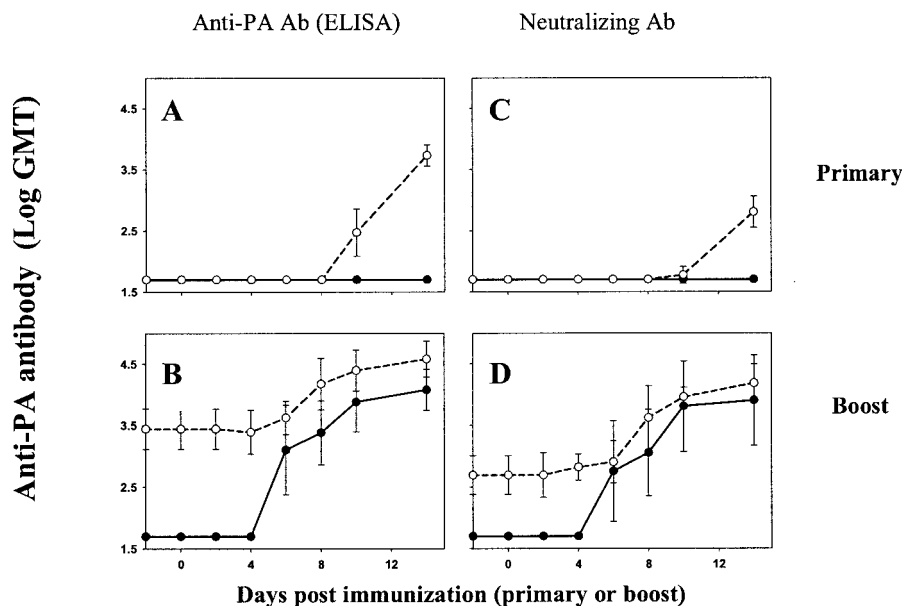 Anti-PA Ab (ELISA)
Neutralizing Ab
Anti-PA antibody (Log GMT)
A
4.5
3.5
2.5
1.5
C
Primary
B
4.5
3.5
2.5
1.5
D
Boost
0 4 8 12
0 4 8 12
Days post immunization (primary or boost)